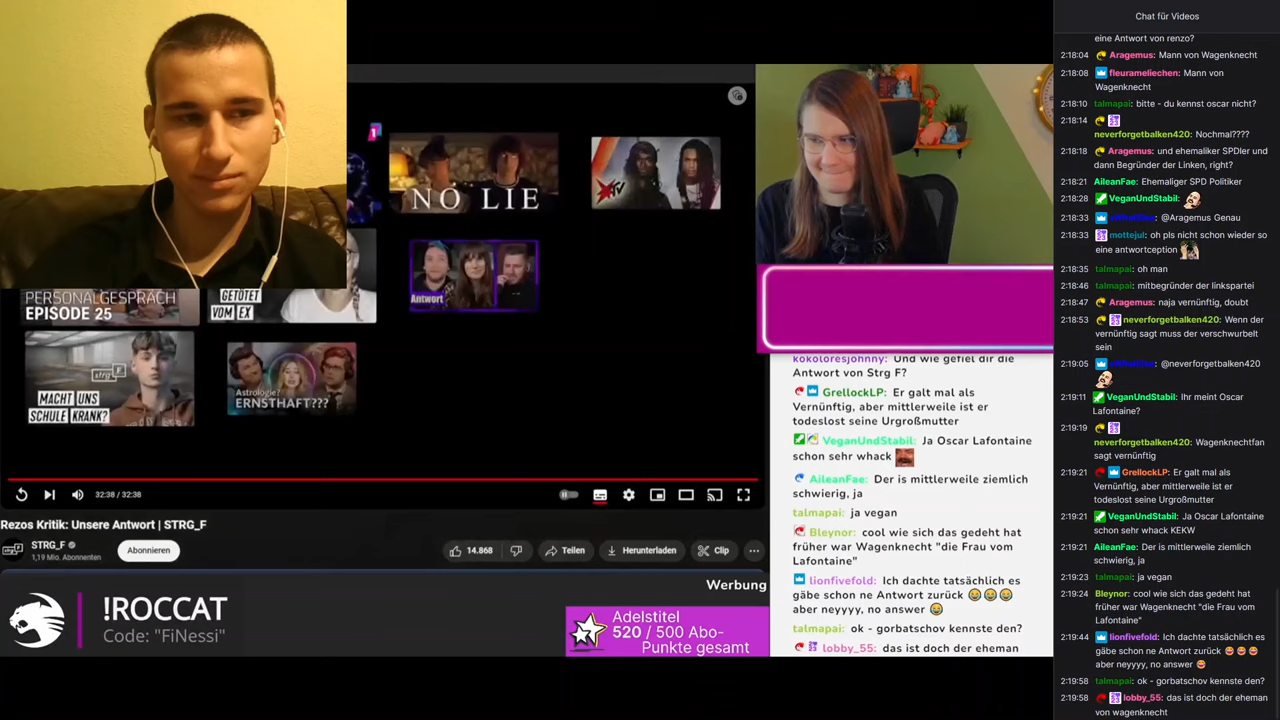 NO LIE
XTV
PERSONALGESPRÄCH
EPISODE 25
GETÖTET
VOM EX
Antwort
strg_F
MACHT UNS
SCHULE KRANK?
Astrologie?
ERNSTHAFT???
32:38 / 32:38
Rezos Kritik: Unsere Antwort | STRG_F
STRG_F
1,19 Mio. Abonnenten
Abonnieren
14.868
Teilen
Herunterladen
Clip
Werbung
!ROCCAT
Code: "FiNessi"
Adelstitel
520 / 500 Abo-
Punkte gesamt
kokoloresjohnny: Und wie gefiel dir die
Antwort von Strg F?
GrellockLP: Er galt mal als
Vernünftig, aber mittlerweile ist er
todeslost seine Urgroßmutter
VeganUndStabil: Ja Oscar Lafontaine
schon sehr whack
AileanFae: Der is mittlerweile ziemlich
schwierig, ja
talmapai: ja vegan
Bleynor: cool wie sich das gedeht hat
früher war Wagenknecht "die Frau vom
Lafontaine"
lionfivefold: Ich dachte tatsächlich es
gäbe schon ne Antwort zurück
aber neyyyy, no answer
talmapai: ok - gorbatschov kennste den?
lobby_55: das ist doch der eheman
Chat für Videos
eine Antwort von renzo?
2:18:04 Aragemus: Mann von Wagenknecht
2:18:08 fleurameliechen: Mann von
Wagenknecht
2:18:10 talmapai: bitte - du kennst oscar nicht?
2:18:14
neverforgetbalken420: Nochmal????
2:18:18 Aragemus: und ehemaliker SPDler und
dann Begründer der Linken, right?
2:18:21 AileanFae: Ehemaliger SPD Politiker
2:18:28 VeganUndStabil:
2:18:33 @Aragemus Genau
2:18:33 mottejul: oh pls nicht schon wieder so
eine antwortception
2:18:35 talmapai: oh man
2:18:46 talmapai: mitbegründer der linkspartei
2:18:47 Aragemus: naja vernünftig, doubt
2:18:53 neverforgetbalken420: Wenn der
vernünftig sagt muss der verschwurbelt
sein
2:19:05 @neverforgetbalken420
2:19:11 VeganUndStabil: Ihr meint Oscar
Lafontaine?
2:19:19
neverforgetbalken420: Wagenknechtfan
sagt vernünftig
2:19:21 GrellockLP: Er galt mal als
Vernünftig, aber mittlerweile ist er
todeslost seine Urgroßmutter
2:19:21 VeganUndStabil: Ja Oscar Lafontaine
schon sehr whack KEKW
2:19:21 AileanFae: Der is mittlerweile ziemlich
schwierig, ja
2:19:23 talmapai: ja vegan
2:19:24 Bleynor: cool wie sich das gedeht hat
früher war Wagenknecht "die Frau vom
Lafontaine"
2:19:44 lionfivefold: Ich dachte tatsächlich es
gäbe schon ne Antwort zurück
aber neyyyy, no answer
2:19:58 talmapai: ok - gorbatschov kennste den?
2:19:58 lobby_55: das ist doch der eheman
von wagenknecht